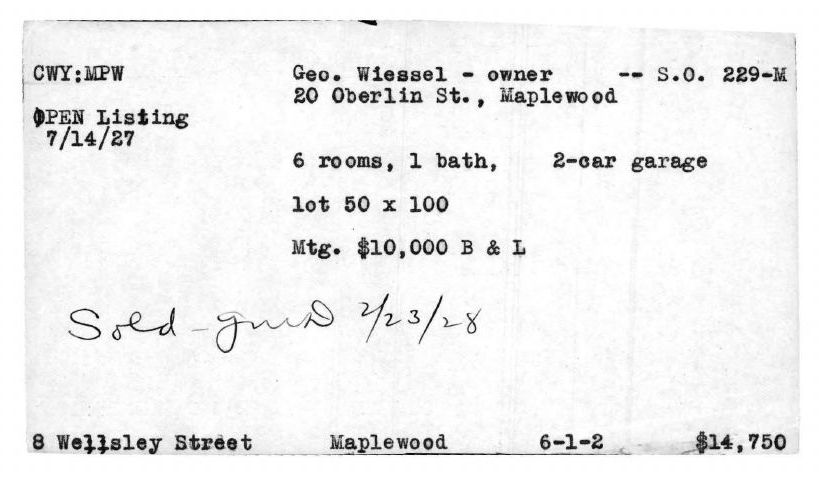 CWY:MPW Geo. Wiessel - owner -- S.O. 229-M
20 Oberlin St., Maplewood
OPEN Listing
7/14/27
6 rooms, 1 bath, 2-car garage
lot 50 x 100
Mtg. $10,000 B & L
Sold - 2/23/28
8 Wellsley Street Maplewood 6-1-2 $14,750